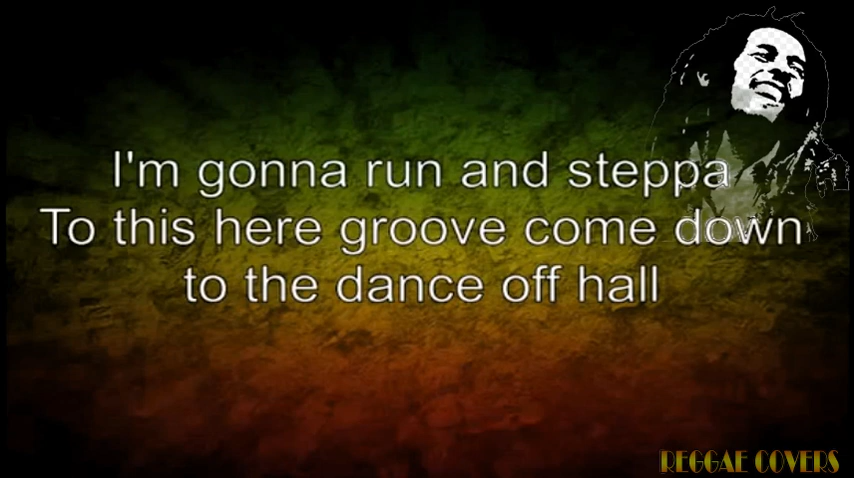 I'm gonna run and steppa
To this here groove come down
to the dance off hall
REGGAE COVERS